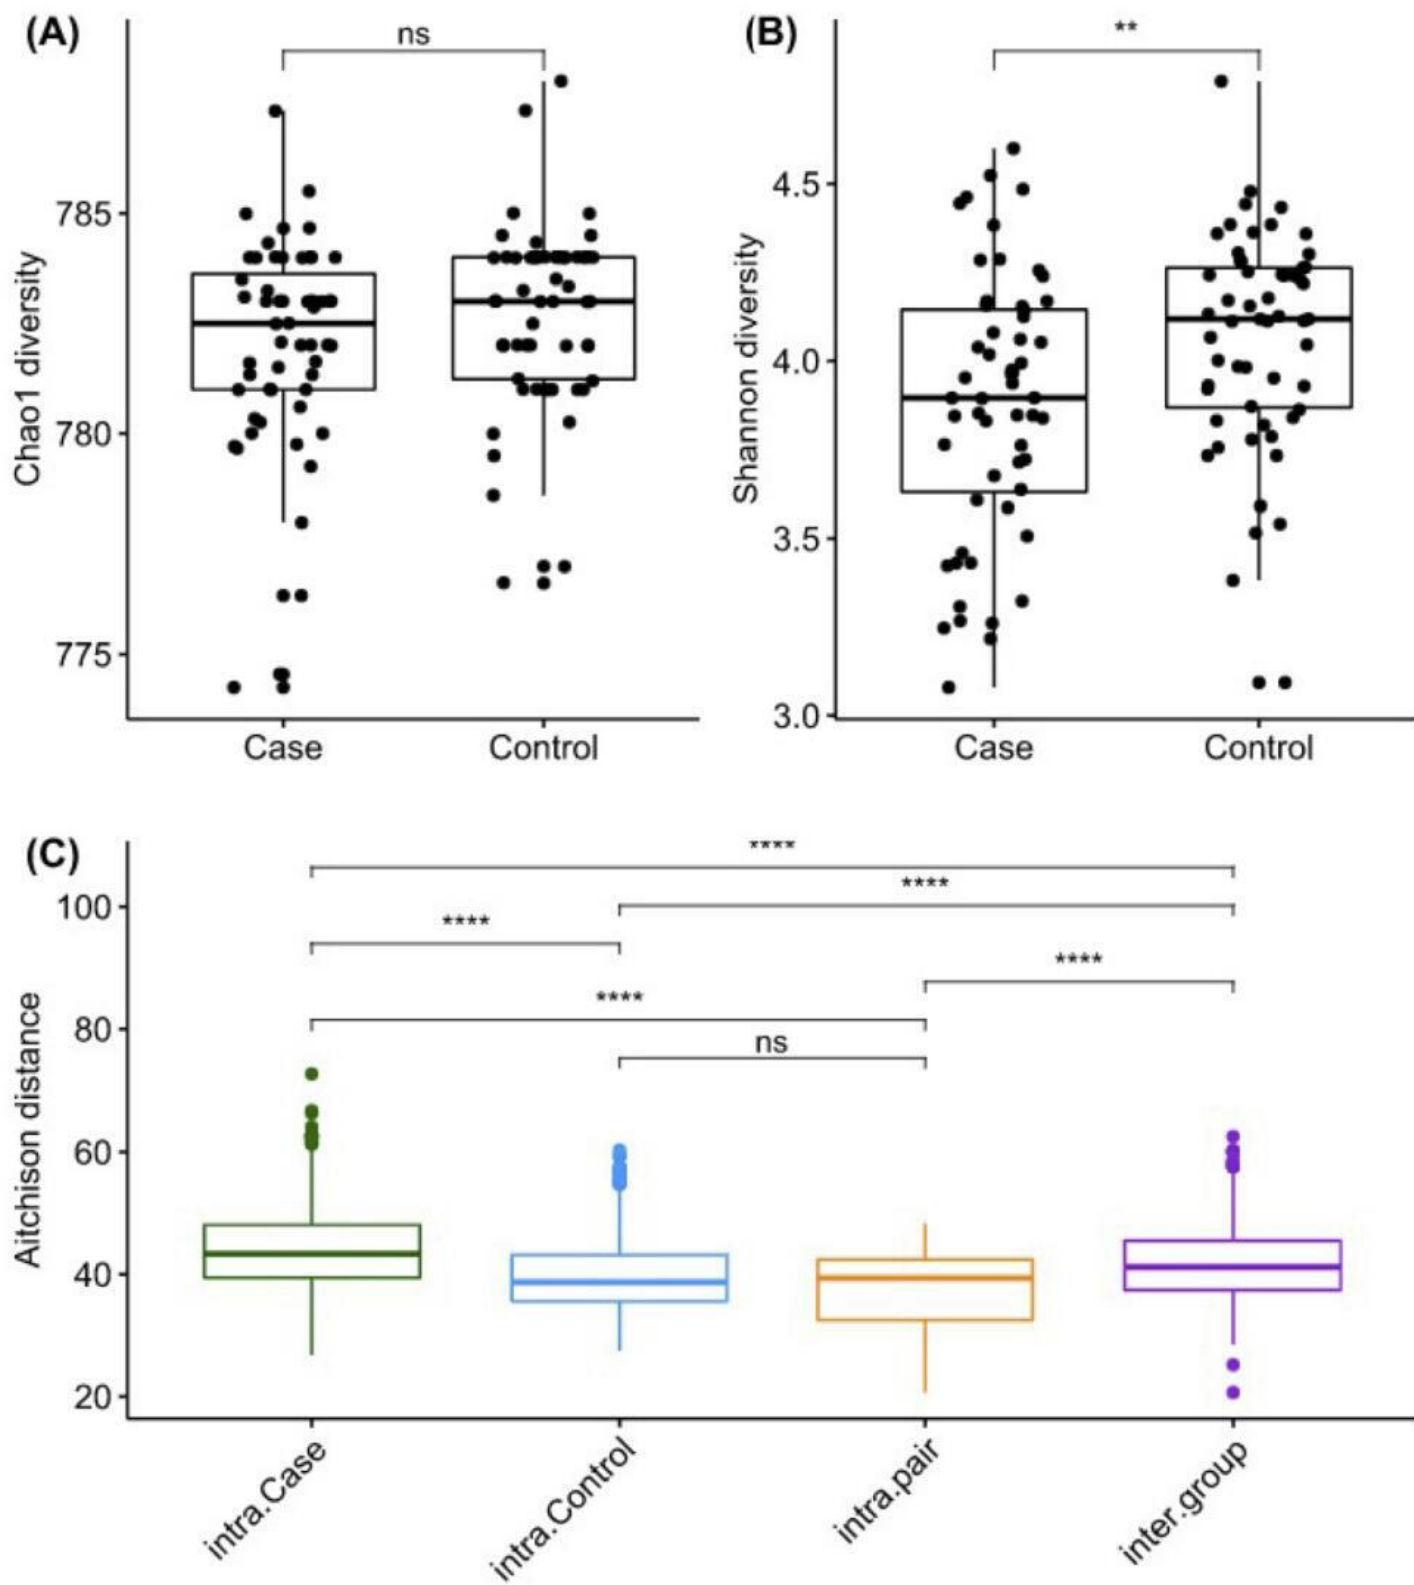 (A)
ns
Chao1 diversity
785
780
775
Case
Control
(B)
**
Shannon diversity
4.5
4.0
3.5
3.0
Case
Control
(C)
****
****
****
****
****
ns
Aitchison distance
100
80
60
40
20
intra.Case
intra.Control
intra.pair
inter.group